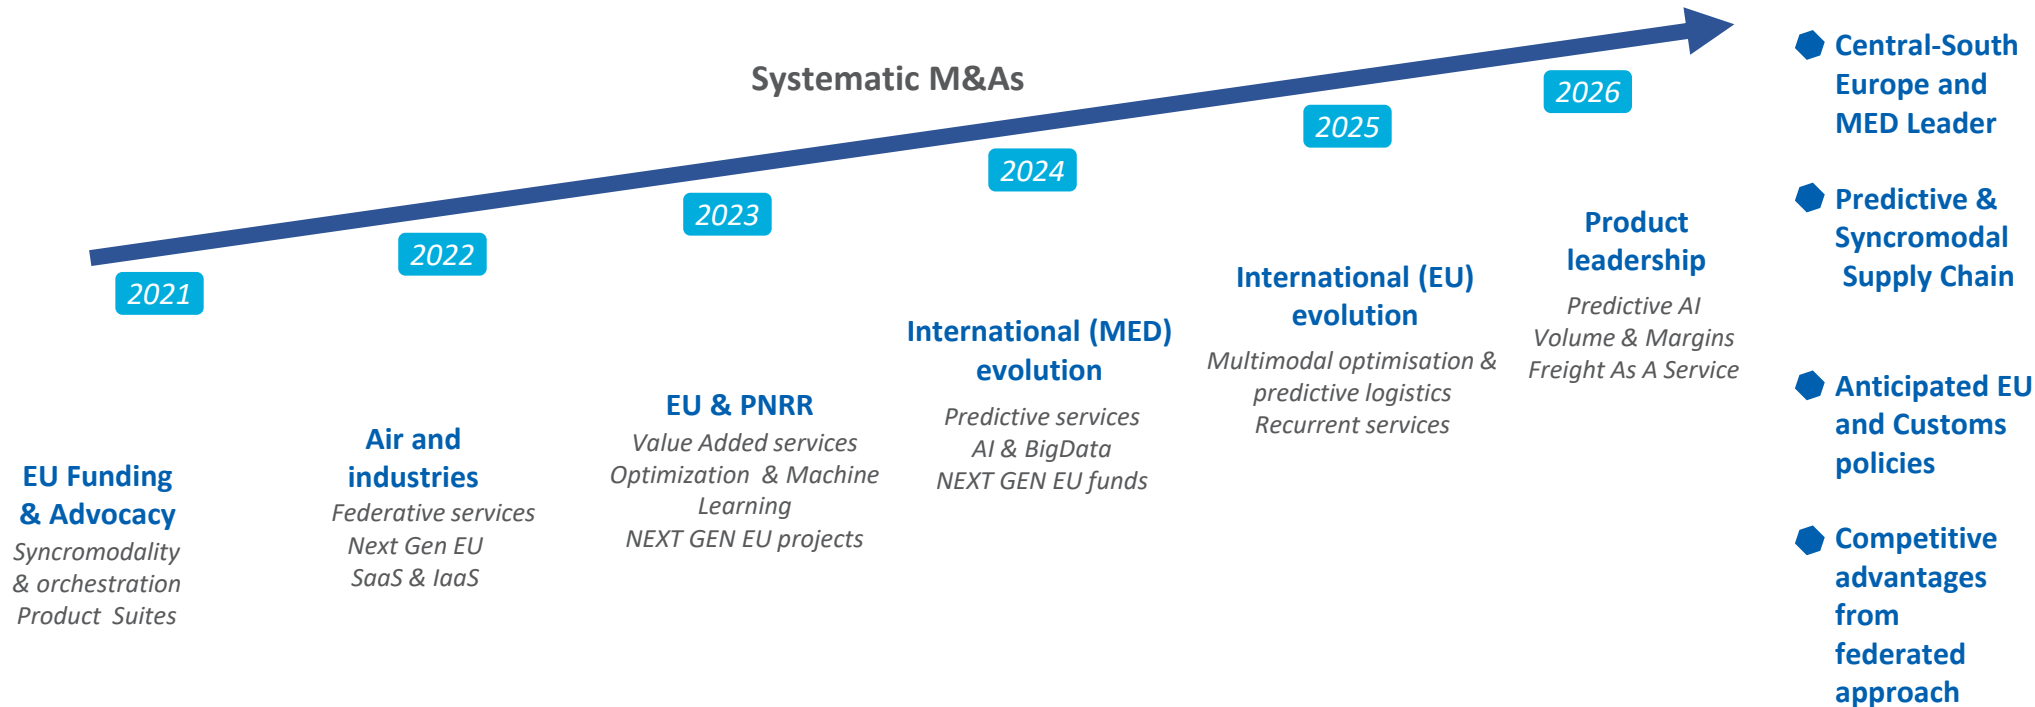 Systematic M&As
2021
EU Funding
& Advocacy
Syncromodality
& orchestration
Product Suites
2022
Air and
industries
Federative services
Next Gen EU
SaaS & IaaS
2023
EU & PNRR
Value Added services
Optimization & Machine
Learning
NEXT GEN EU projects
2024
International (MED)
evolution
Predictive services
AI & BigData
NEXT GEN EU funds
2025
International (EU)
evolution
Multimodal optimisation &
predictive logistics
Recurrent services
2026
Product
leadership
Predictive AI
Volume & Margins
Freight As A Service
Central-South
Europe and
MED Leader
Predictive &
Syncromodal
Supply Chain
Anticipated EU
and Customs
policies
Competitive
advantages
from
federated
approach